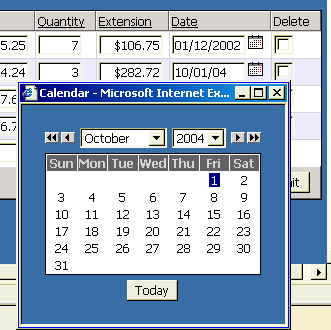 Quantity Extension Date Delete
5.25 7 $106.75 01/12/2002
4.24 3 $282.72 10/01/04
Calendar - Microsoft Internet Ex...
October 2004
Sun Mon Tue Wed Thu Fri Sat
1 2
3 4 5 6 7 8 9
10 11 12 13 14 15 16
17 18 19 20 21 22 23
24 25 26 27 28 29 30
31
Today